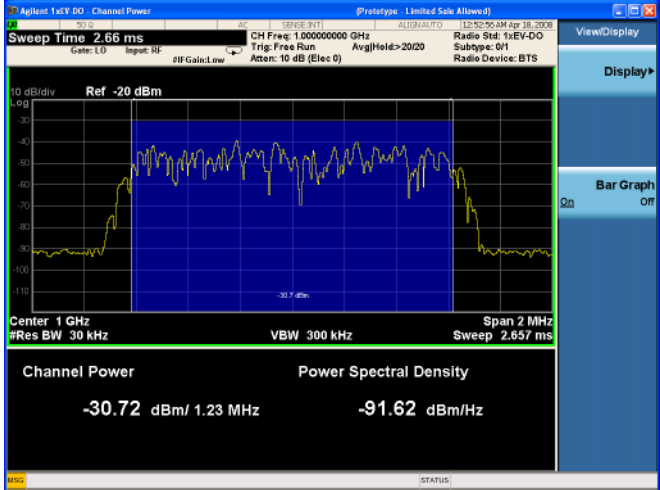 Agilent 1xEV-DO - Channel Power (Prototype - Limited Sale Allowed)
50 Ω AC SENSE:INT ALIGNAUTO 12:52:56 AM Apr 18, 2008
Sweep Time 2.66 ms
Gate: LO Input: RF
#IFGain:Low
CH Freq: 1.000000000 GHz
Trig: Free Run Avg|Hold:>20/20
Atten: 10 dB (Elec 0)
Radio Std: 1xEV-DO
Subtype: 0/1
Radio Device: BTS
View/Display
Display
Bar Graph
On Off
10 dB/div Ref -20 dBm
Log
-30
-40
-50
-60
-70
-80
-90
-100
-110
-30.7 dBm
Center 1 GHz Span 2 MHz
#Res BW 30 kHz VBW 300 kHz Sweep 2.657 ms
Channel Power Power Spectral Density
-30.72 dBm/ 1.23 MHz -91.62 dBm/Hz
MSG STATUS